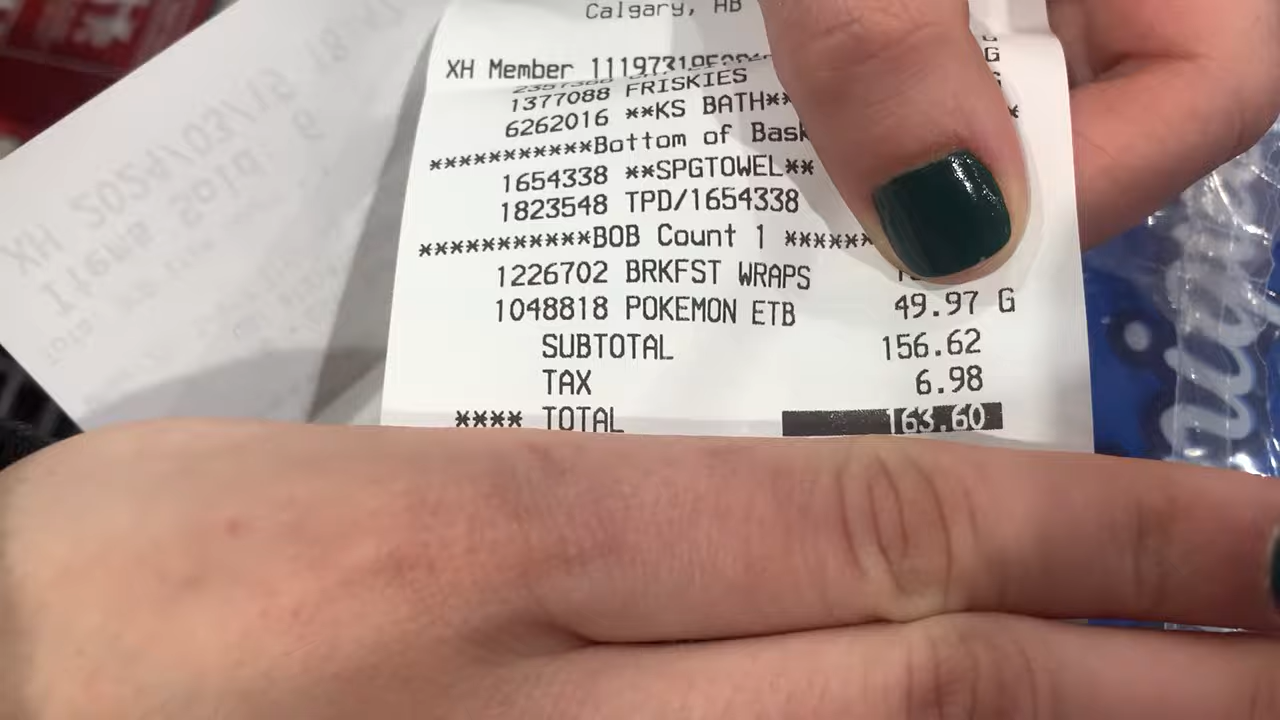 Calgary, AB
XH Member
G
1377088 FRISKIES
6262016 **KS BATH**
***********Bottom of Bask
1654338 **SPGTOWEL**
1823548 TPD/1654338
***********BOB Count 1 ******
1226702 BRKFST WRAPS
1048818 POKEMON ETB 49.97 G
SUBTOTAL 156.62
TAX 6.98
**** TOTAL 163.60